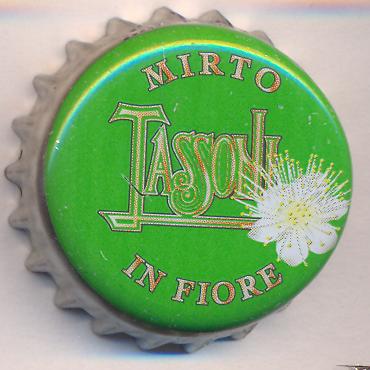 MIRTO
TASSONI
IN FIORE